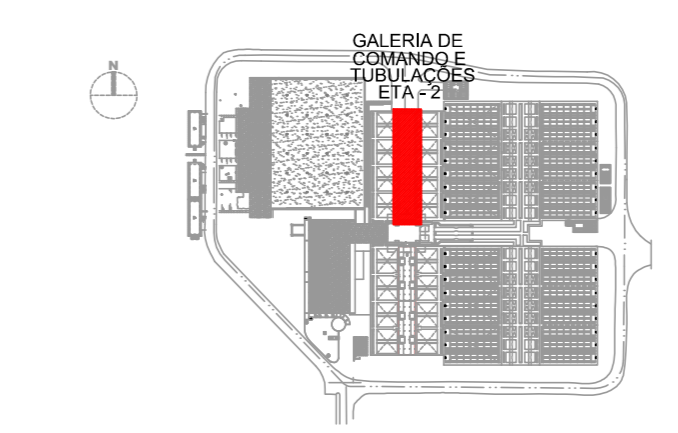 N
GALERIA DE
COMANDO E
TUBULAÇÕES
ETA - 2